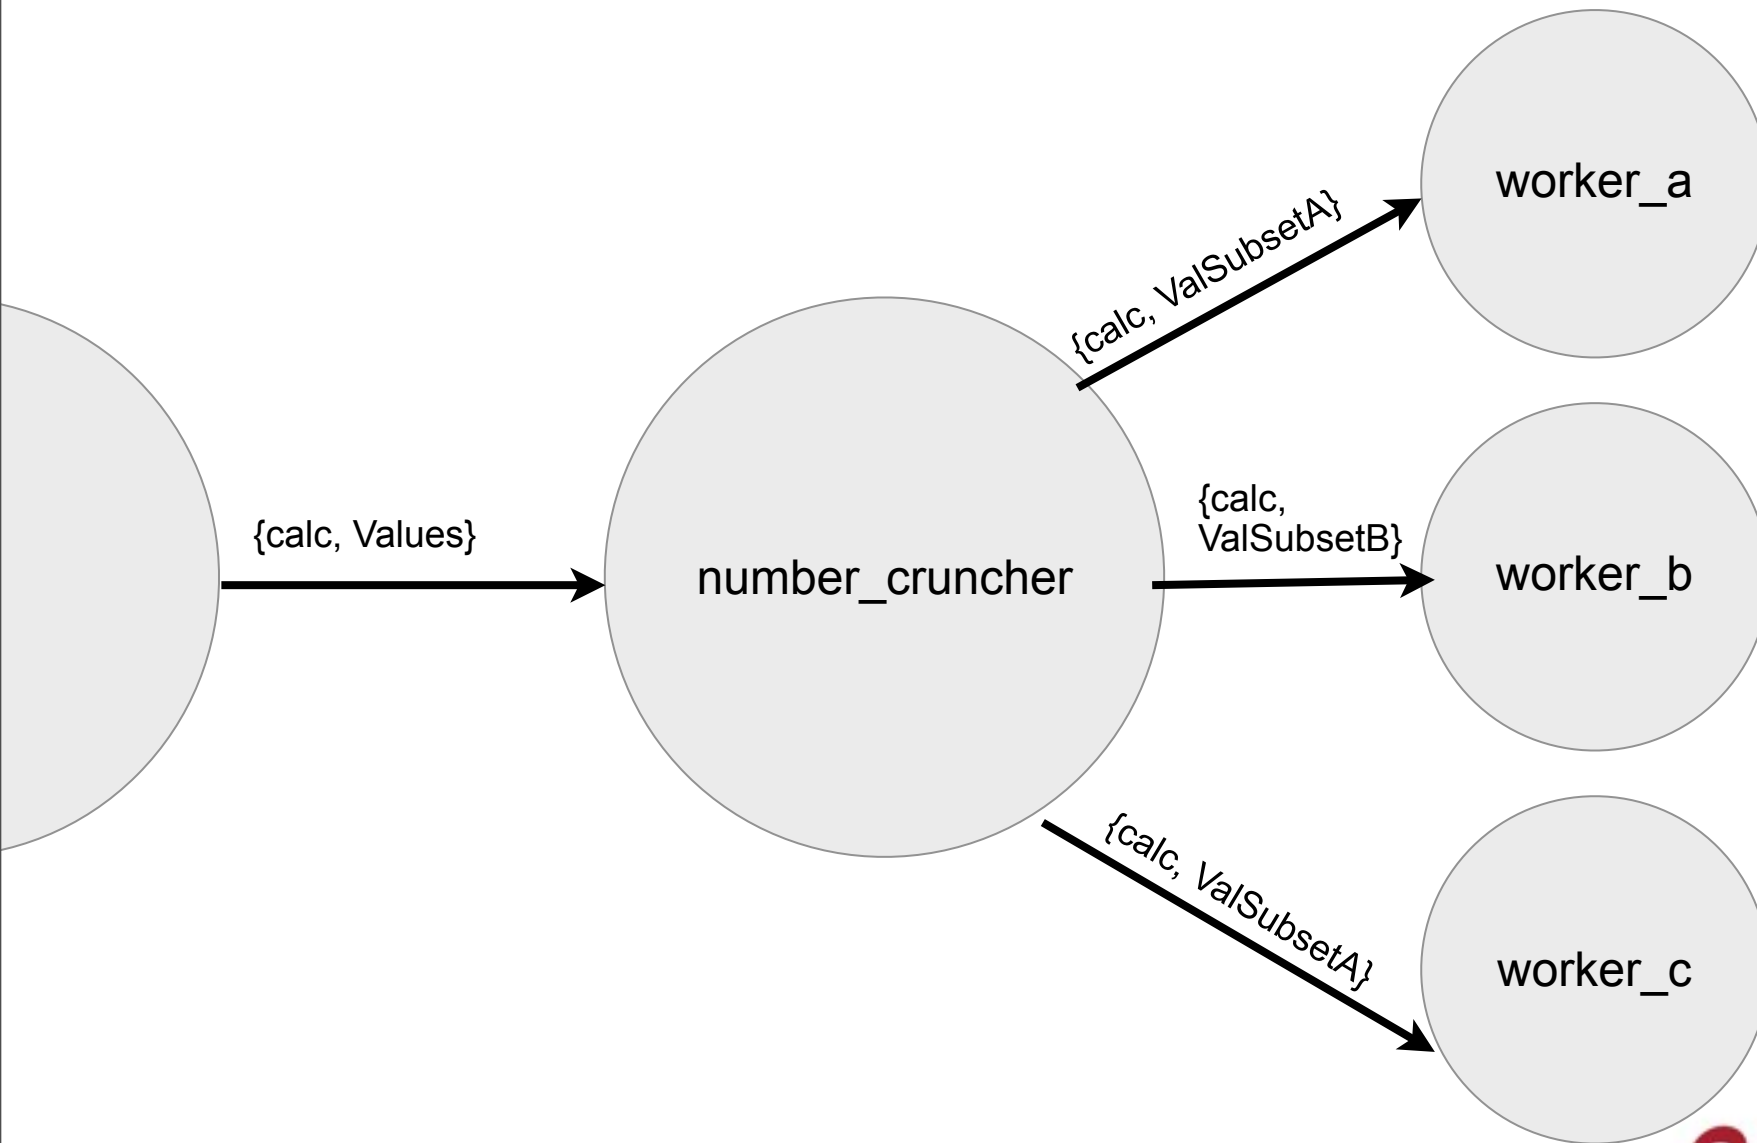 worker_a
{calc, ValSubsetA}
{calc, Values}
number_cruncher
{calc,
ValSubsetB}
worker_b
{calc, ValSubsetA}
worker_c